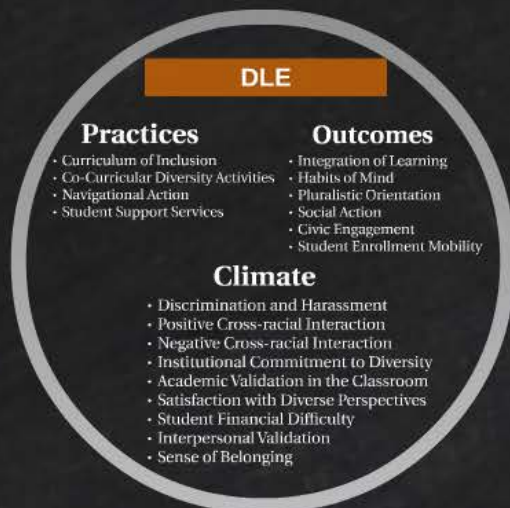 DLE
Practices
• Curriculum of Inclusion
• Co-Curricular Diversity Activities
• Navigational Action
• Student Support Services
Outcomes
• Integration of Learning
• Habits of Mind
• Pluralistic Orientation
• Social Action
• Civic Engagement
• Student Enrollment Mobility
Climate
• Discrimination and Harassment
• Positive Cross-racial Interaction
• Negative Cross-racial Interaction
• Institutional Commitment to Diversity
• Academic Validation in the Classroom
• Satisfaction with Diverse Perspectives
• Student Financial Difficulty
• Interpersonal Validation
• Sense of Belonging